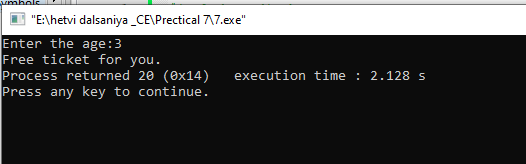 ymbols
"E:\hetvi dalsaniya _CE\Prectical 7\7.exe"
Enter the age:3
Free ticket for you.
Process returned 20 (0x14)   execution time : 2.128 s
Press any key to continue.